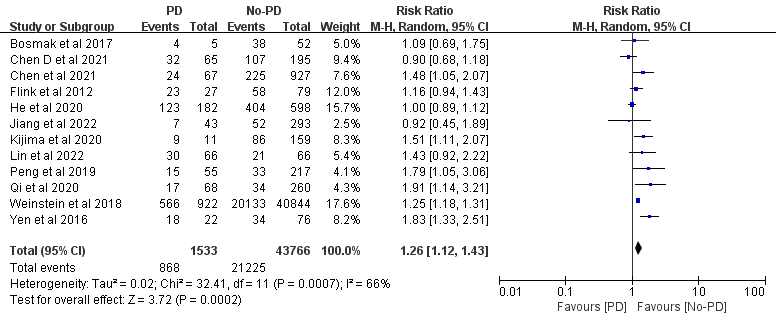 PD No-PD Risk Ratio Risk Ratio
Study or Subgroup Events Total Events Total Weight M-H, Random, 95% CI M-H, Random, 95% CI
Bosmak et al 2017 4 5 38 52 5.0% 1.09 [0.69, 1.75]
Chen D et al 2021 32 65 107 195 9.2% 0.90 [0.68, 1.18]
Chen et al 2021 24 67 225 927 7.2% 1.48 [1.05, 2.07]
Flink et al 2012 23 27 58 79 11.2% 1.16 [0.94, 1.43]
He et al 2020 123 182 404 598 14.7% 1.00 [0.89, 1.12]
Jiang et al 2022 7 43 52 293 2.5% 0.92 [0.45, 1.89]
Kijima et al 2020 9 11 86 159 8.1% 1.51 [1.11, 2.07]
Lin et al 2022 30 66 21 66 5.5% 1.43 [0.92, 2.22]
Peng et al 2019 15 55 33 217 4.1% 1.79 [1.05, 3.06]
Qi et al 2020 17 68 34 260 4.3% 1.91 [1.14, 3.21]
Weinstein et al 2018 566 922 20133 40844 17.6% 1.25 [1.18, 1.31]
Yen et al 2016 18 22 34 76 8.2% 1.83 [1.33, 2.51]
Total (95% CI) 1533 43766 100.0% 1.26 [1.12, 1.43]
Total events 868 21225
Heterogeneity: Tau² = 0.02; Chi² = 32.41, df = 11 (P = 0.0007); I² = 66%
Test for overall effect: Z = 3.72 (P = 0.0002)
0.01 0.1 1 10 100
Favours [PD] Favours [No-PD]